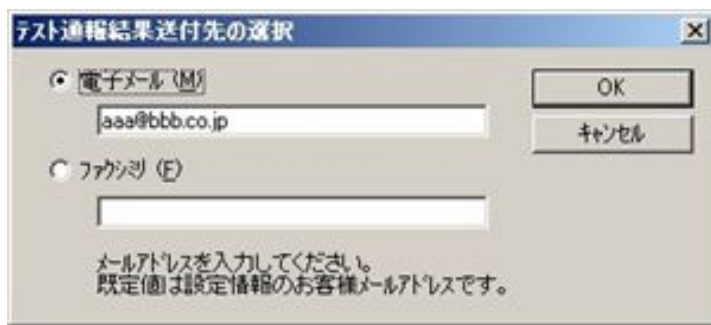 テスト通報結果送付先の選択
電子メール (M)
OK
aaa@bbb.co.jp
キャンセル
ファクシミリ (F)
メールアドレスを入力してください。
既定値は設定情報のお客様メールアドレスです。